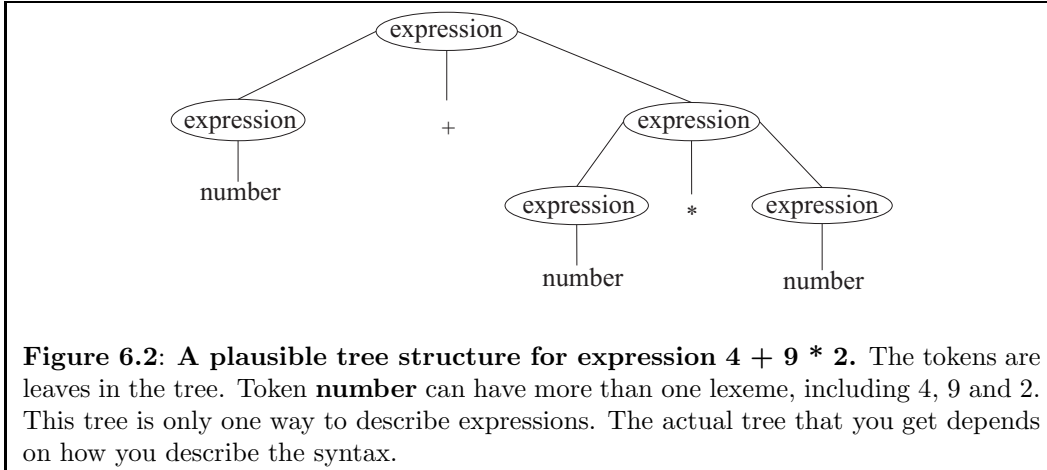 expression
expression
+
expression
number
expression
*
expression
number
number
Figure 6.2: A plausible tree structure for expression 4 + 9 * 2. The tokens are
leaves in the tree. Token number can have more than one lexeme, including 4, 9 and 2.
This tree is only one way to describe expressions. The actual tree that you get depends
on how you describe the syntax.